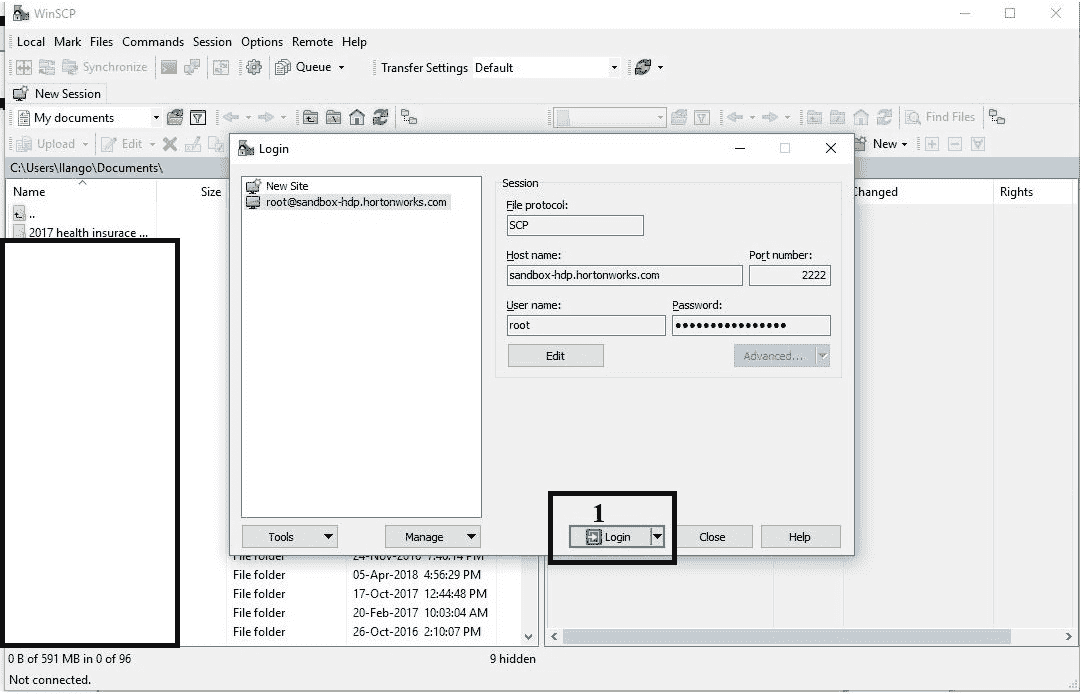 WinSCP
Local Mark Files Commands Session Options Remote Help
Synchronize Queue Transfer Settings Default
New Session
My documents Find Files
Upload Edit New
C:\Users\Ilango\Documents\
Name Size Changed Rights
..
2017 health insurace ...
Login
New Site
root@sandbox-hdp.hortonworks.com
Session
File protocol:
SCP
Host name: Port number:
sandbox-hdp.hortonworks.com 2222
User name: Password:
root ●●●●●●●●●●●●●●●●
Edit Advanced...
1
Tools Manage Login Close Help
File folder 24-Nov-2016 7:46:14 PM
File folder 05-Apr-2018 4:56:29 PM
File folder 17-Oct-2017 12:44:48 PM
File folder 20-Feb-2017 10:03:04 AM
File folder 26-Oct-2016 2:10:07 PM
0 B of 591 MB in 0 of 96 9 hidden
Not connected.